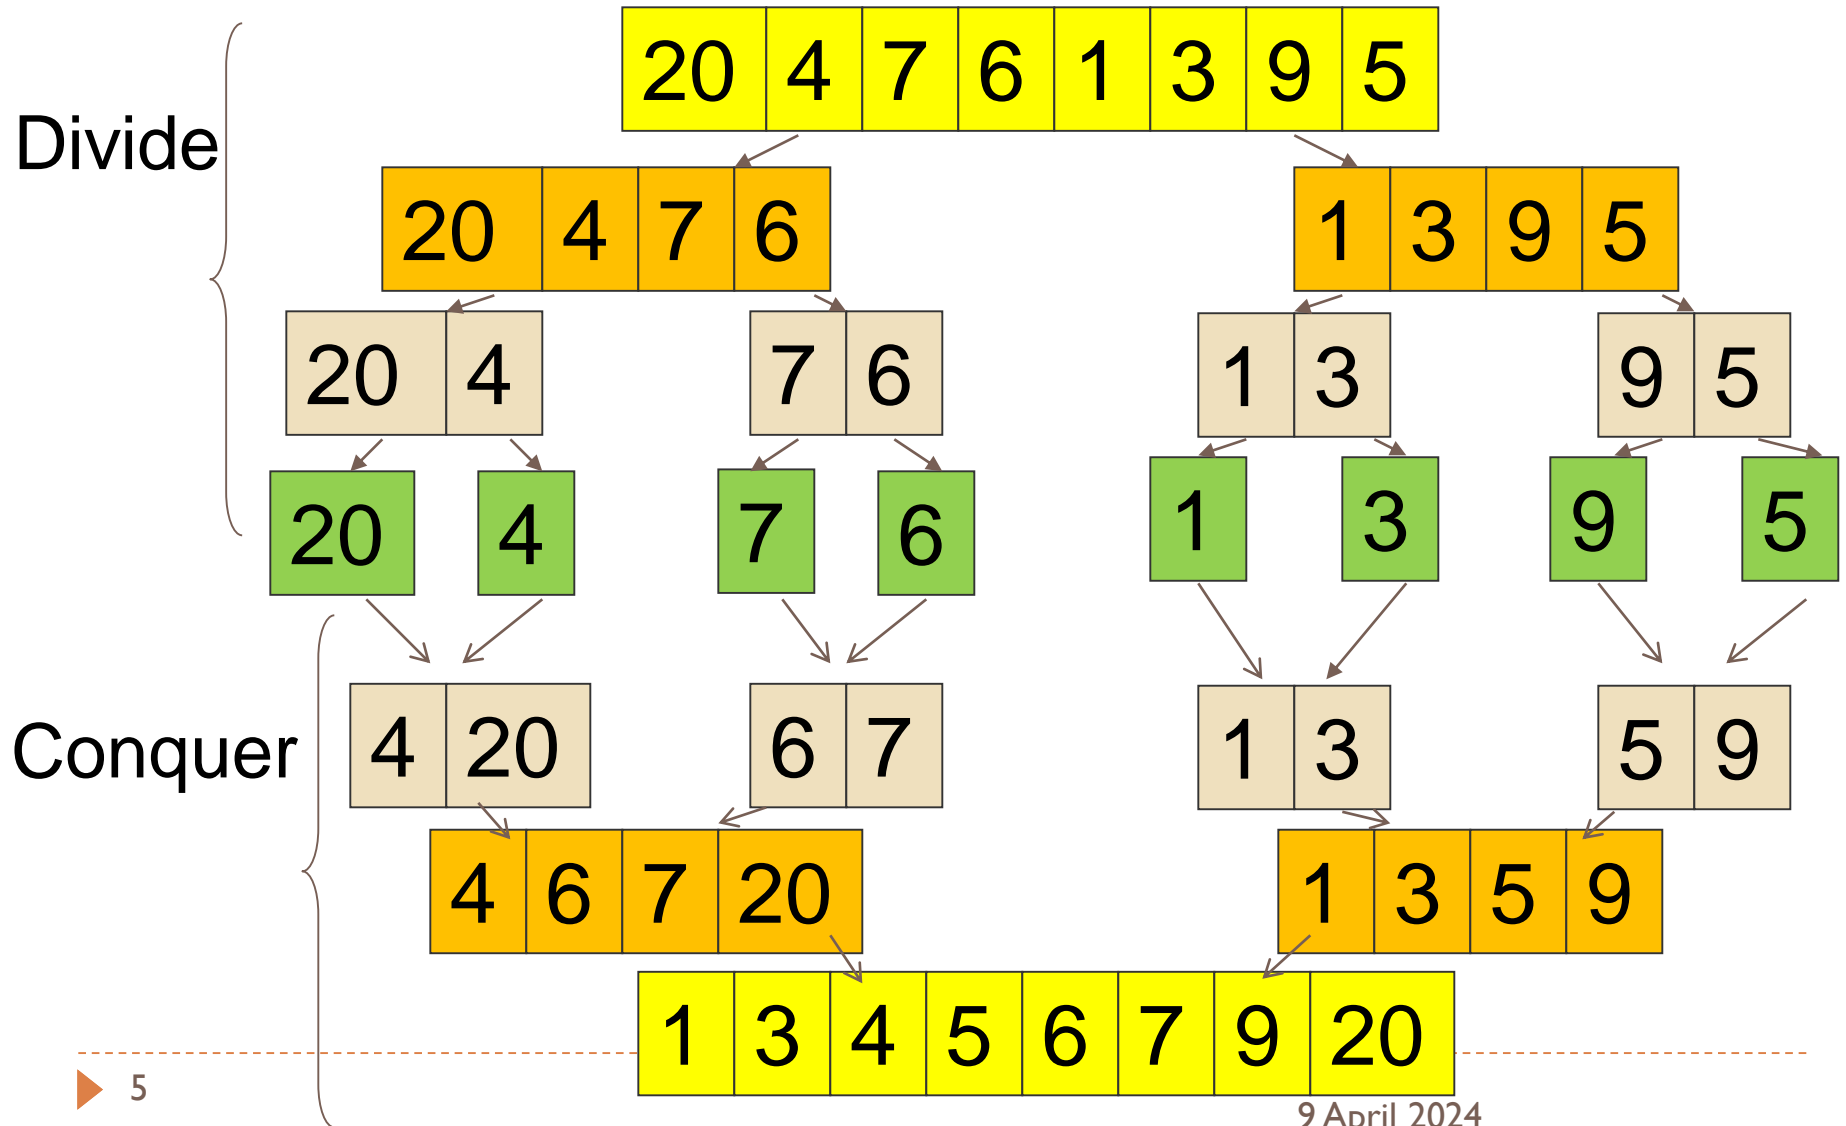 20 4 7 6 1 3 9 5
Divide
20 4 7 6 1 3 9 5
20 4 7 6 1 3 9 5
20 4 7 6 1 3 9 5
Conquer
4 20 6 7 1 3 5 9
4 6 7 20 1 3 5 9
1 3 4 5 6 7 9 20
5
9 April 2024